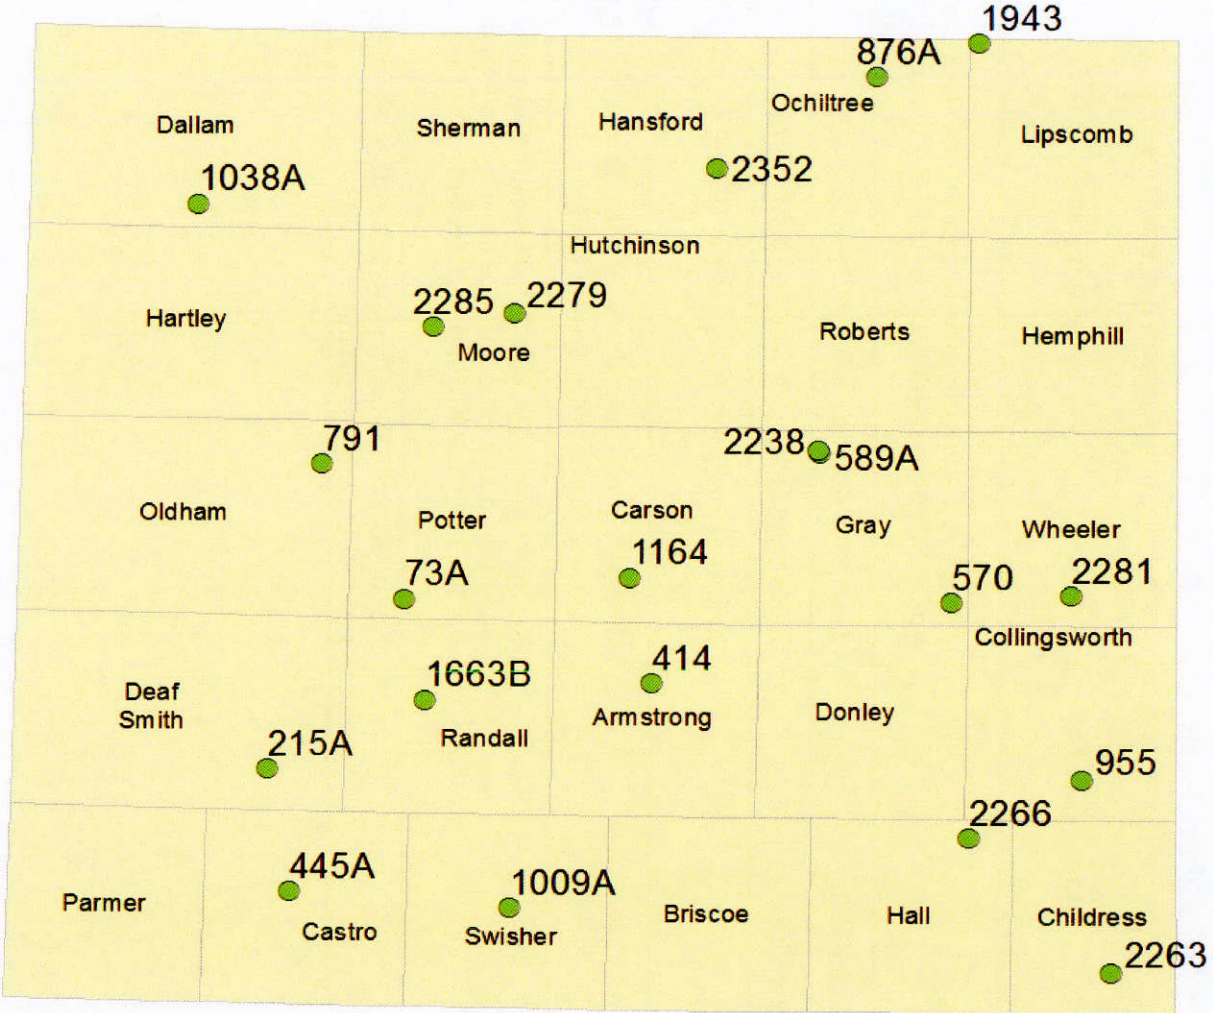 1943
876A
Ochiltree
Dallam
Sherman
Hansford
Lipscomb
1038A
2352
Hutchinson
2285
2279
Hartley
Moore
Roberts
Hemphill
791
2238
589A
Oldham
Potter
Carson
Gray
Wheeler
73A
1164
570
2281
Collingsworth
Deaf
Smith
1663B
414
Randall
Armstrong
Donley
215A
955
2266
445A
1009A
Parmer
Castro
Swisher
Briscoe
Hall
Childress
2263